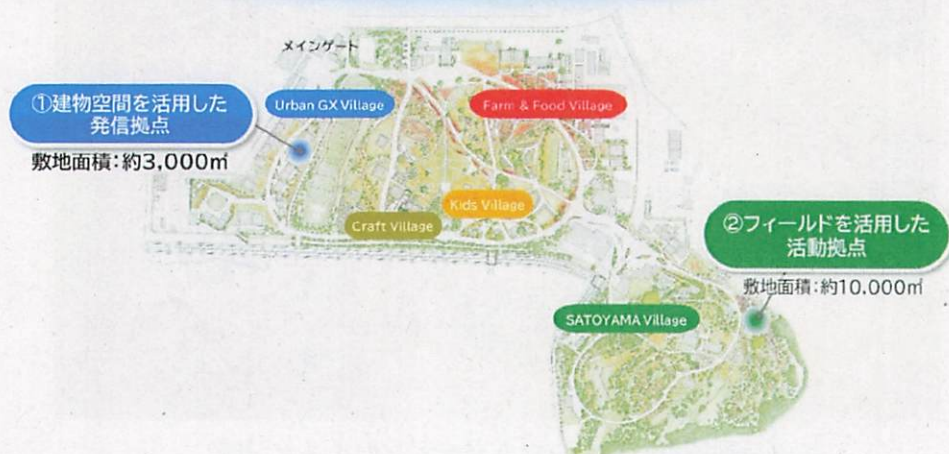 メインゲート
①建物空間を活用した
発信拠点
敷地面積:約3,000㎡
Urban GX Village
Farm & Food Village
Kids Village
Craft Village
②フィールドを活用した
活動拠点
敷地面積:約10,000㎡
SATOYAMA Village